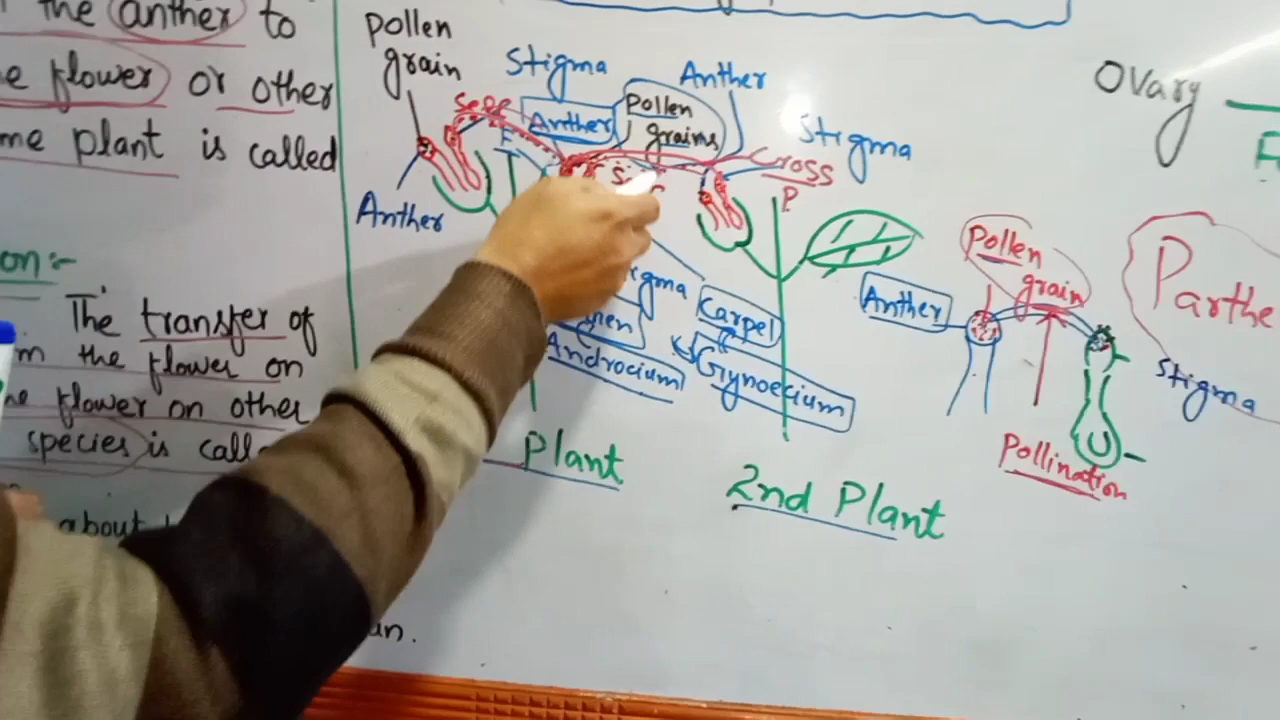 the anther to
e flower or other
me plant is called
on:-
The transfer of
m the flower on
he flower on other
species is call
about
an.
Pollen
grain
Stigma
Anther
Self
Anther
Pollen
grains
Stigma
Cross
P
Anther
Carpel
Androcium
Gynoecium
Plant
2nd Plant
Ovary
Pollen
grain
Anther
Stigma
Pollination
Parthe